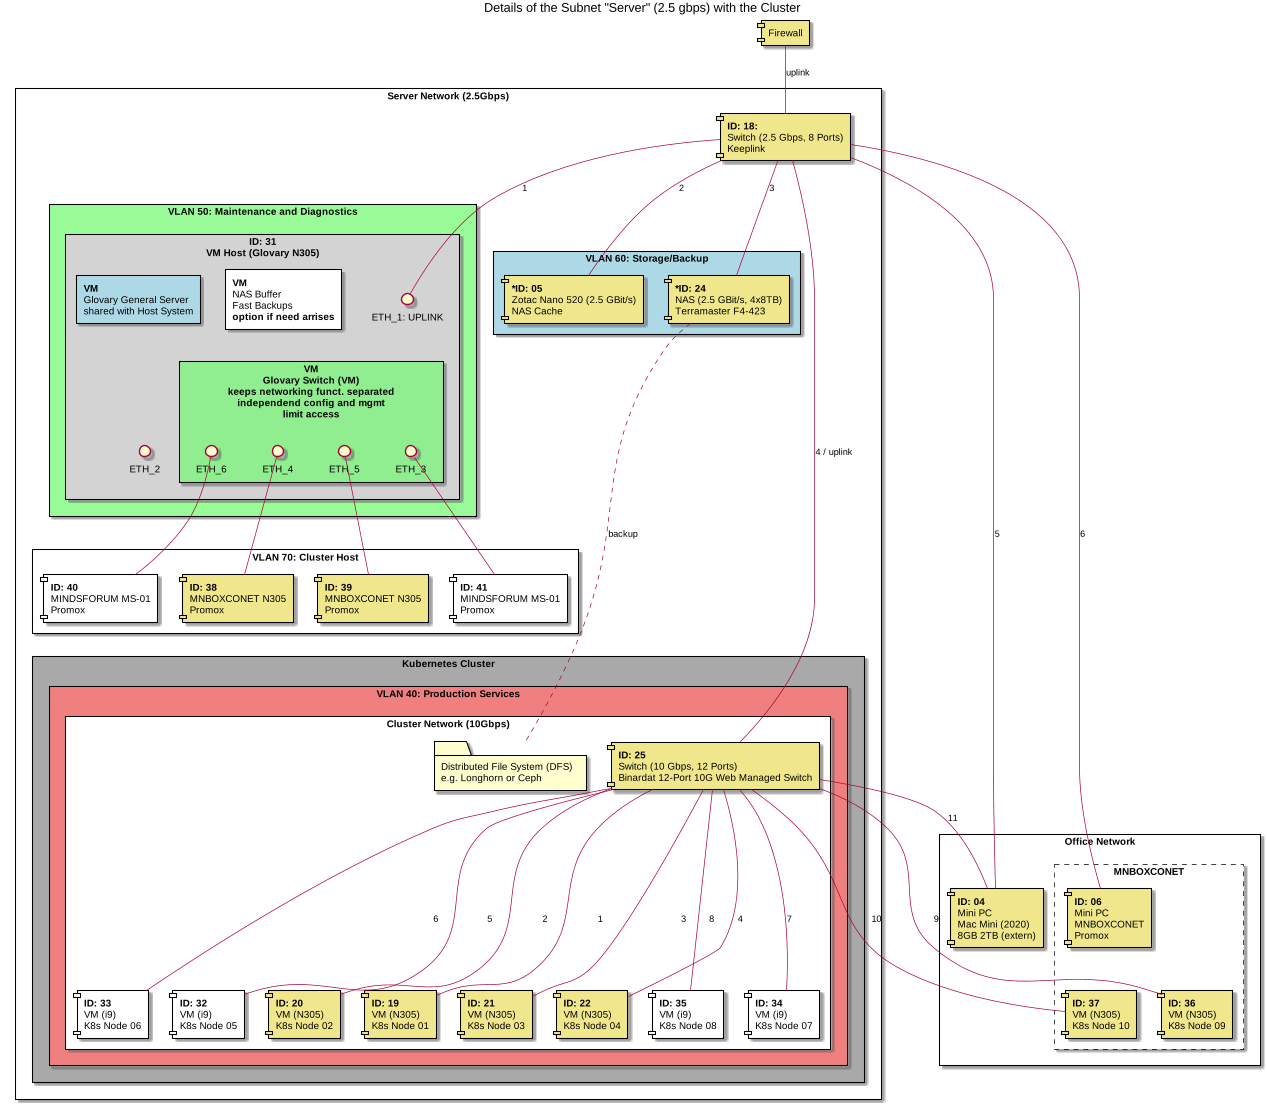 Details of the Subnet "Server" (2.5 gbps) with the Cluster
Firewall
uplink
Server Network (2.5Gbps)
ID: 18:
Switch (2.5 Gbps, 8 Ports)
Keeplink
1
2
3
VLAN 50: Maintenance and Diagnostics
ID: 31
VM Host (Glovary N305)
VM
Glovary General Server
shared with Host System
VM
NAS Buffer
Fast Backups
option if need arrises
ETH_1: UPLINK
VLAN 60: Storage/Backup
*ID: 05
Zotac Nano 520 (2.5 GBit/s)
NAS Cache
*ID: 24
NAS (2.5 GBit/s, 4x8TB)
Terramaster F4-423
VM
Glovary Switch (VM)
keeps networking funct. separated
independend config and mgmt
limit access
ETH_2
ETH_6
ETH_4
ETH_5
ETH_3
4 / uplink
backup
5
6
VLAN 70: Cluster Host
ID: 40
MINDSFORUM MS-01
Promox
ID: 38
MNBOXCONET N305
Promox
ID: 39
MNBOXCONET N305
Promox
ID: 41
MINDSFORUM MS-01
Promox
Kubernetes Cluster
VLAN 40: Production Services
Cluster Network (10Gbps)
Distributed File System (DFS)
e.g. Longhorn or Ceph
ID: 25
Switch (10 Gbps, 12 Ports)
Binardat 12-Port 10G Web Managed Switch
11
Office Network
MNBOXCONET
ID: 04
Mini PC
Mac Mini (2020)
8GB 2TB (extern)
ID: 06
Mini PC
MNBOXCONET
Promox
6
5
2
1
3
8
4
7
10
9
ID: 33
VM (i9)
K8s Node 06
ID: 32
VM (i9)
K8s Node 05
ID: 20
VM (N305)
K8s Node 02
ID: 19
VM (N305)
K8s Node 01
ID: 21
VM (N305)
K8s Node 03
ID: 22
VM (N305)
K8s Node 04
ID: 35
VM (i9)
K8s Node 08
ID: 34
VM (i9)
K8s Node 07
ID: 37
VM (N305)
K8s Node 10
ID: 36
VM (N305)
K8s Node 09